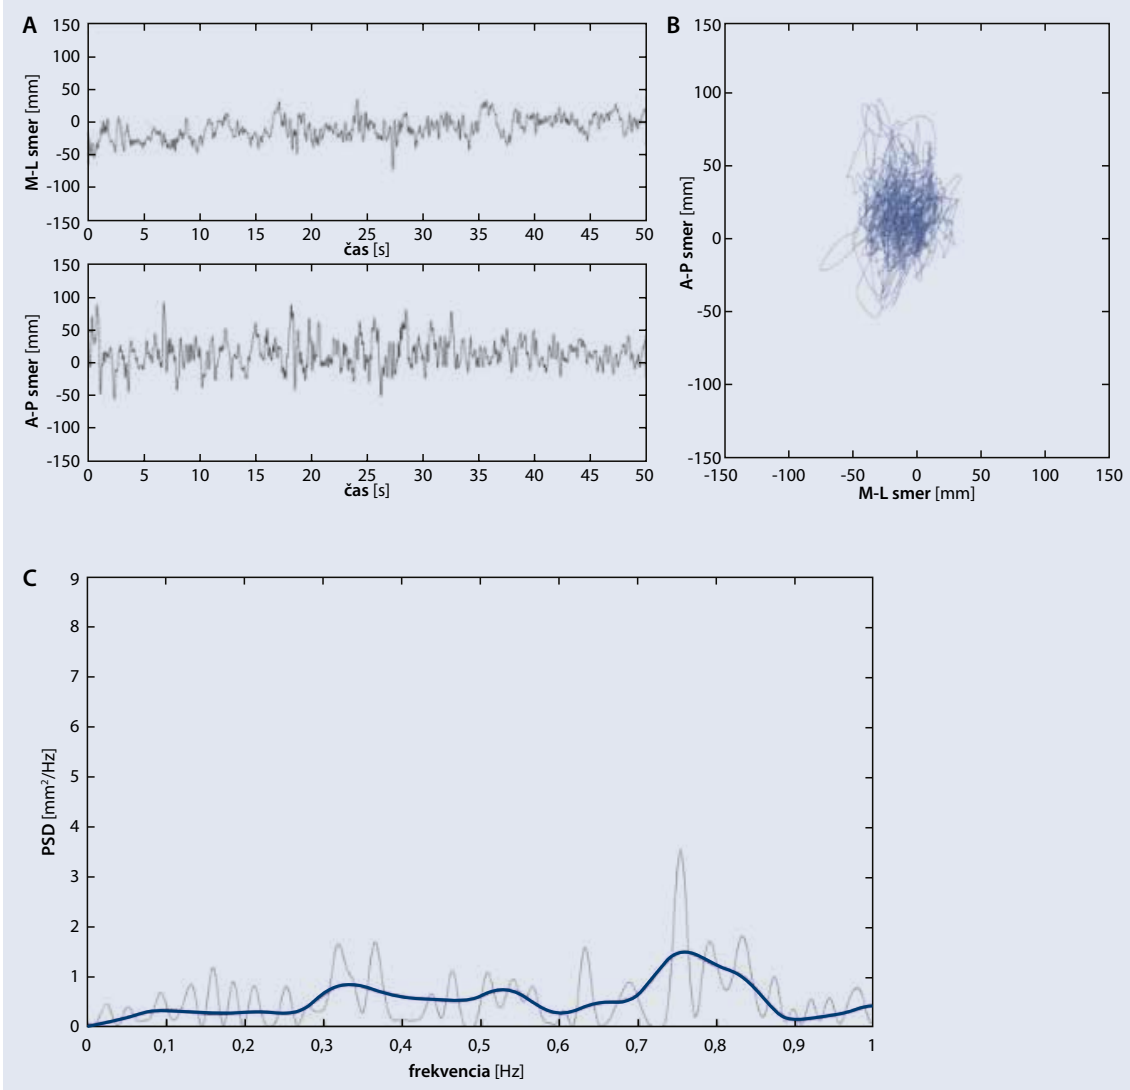 A
150
100
50
0
-50
-100
-150
M-L smer [mm]
0 5 10 15 20 25 30 35 40 45 50
čas [s]
150
100
50
0
-50
-100
-150
A-P smer [mm]
0 5 10 15 20 25 30 35 40 45 50
čas [s]
B
150
100
50
0
-50
-100
-150
A-P smer [mm]
-150 -100 -50 0 50 100 150
M-L smer [mm]
C
9
8
7
6
5
4
3
2
1
0
PSD [mm²/Hz]
0 0,1 0,2 0,3 0,4 0,5 0,6 0,7 0,8 0,9 1
frekvencia [Hz]